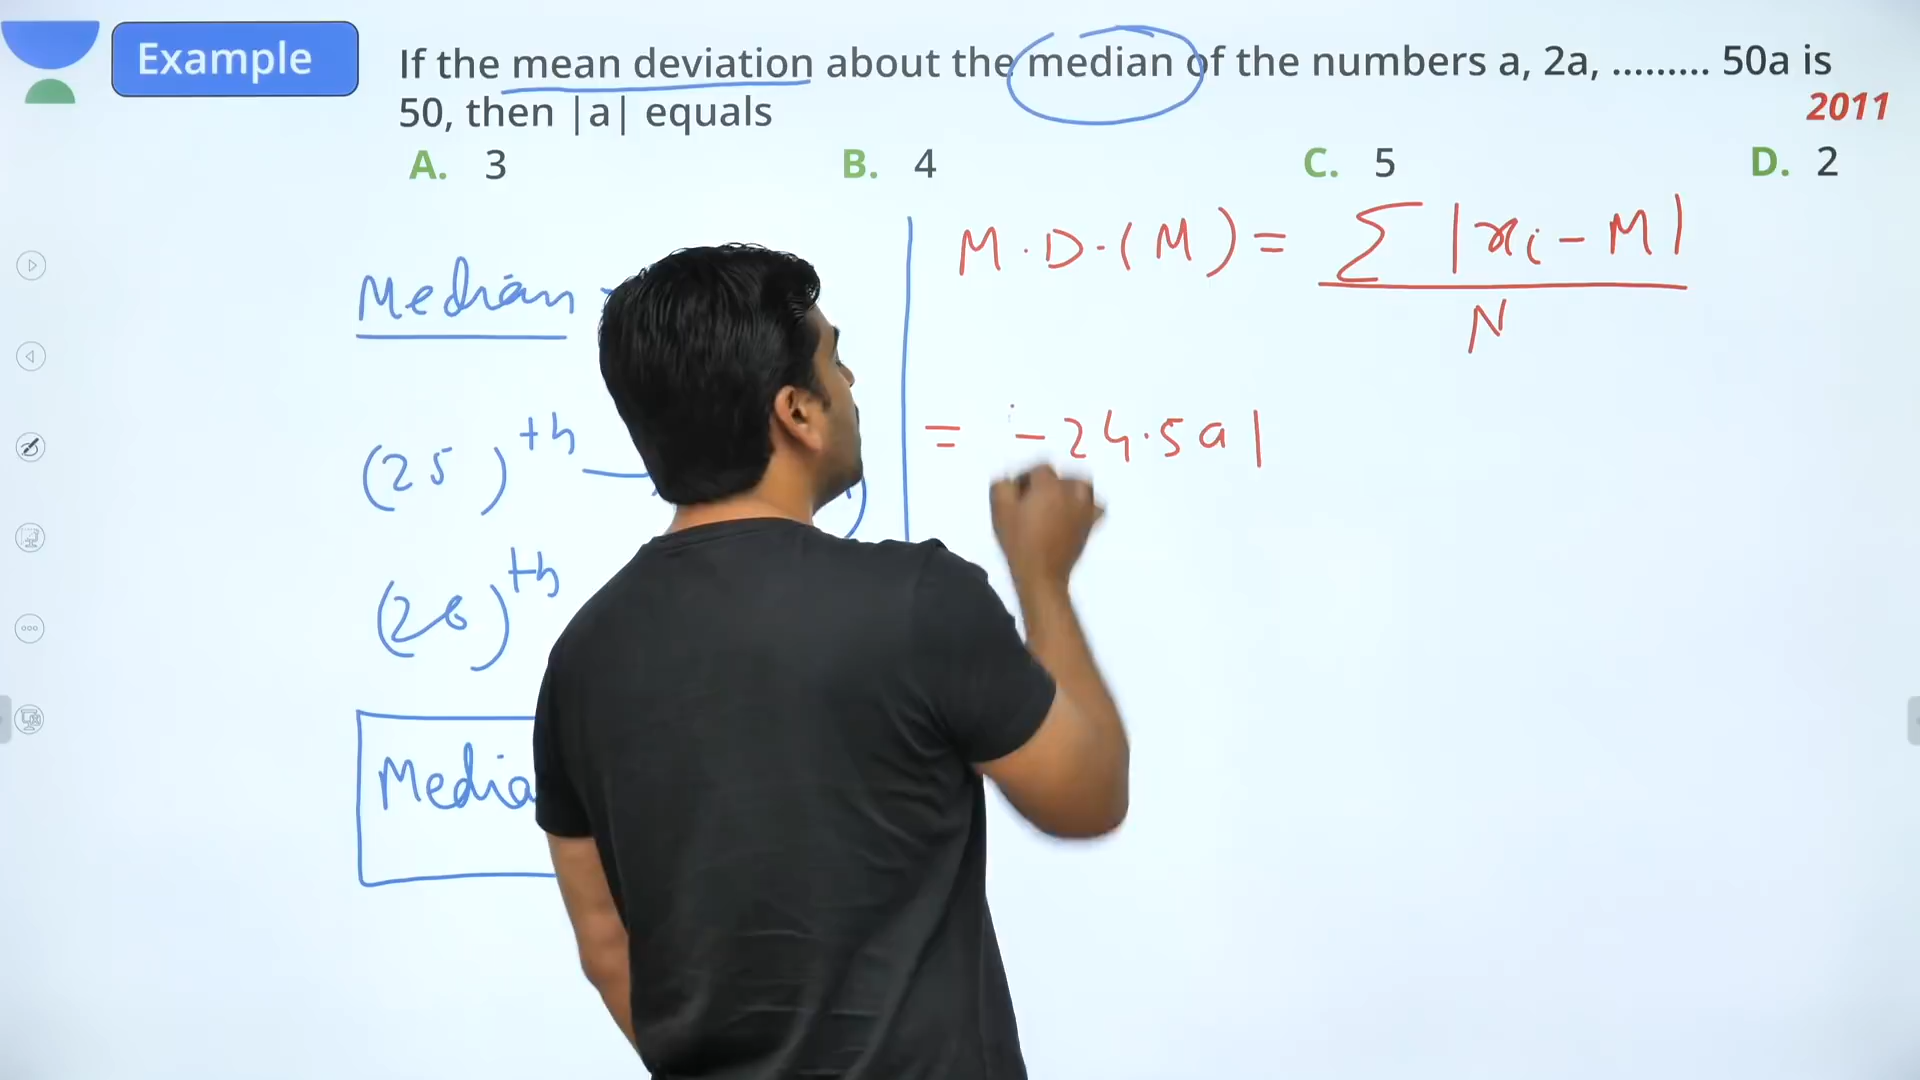 Example
If the mean deviation about the median of the numbers a, 2a, ......... 50a is
50, then |a| equals
2011
A. 3 B. 4 C. 5 D. 2
Median
M.D.(M) = ∑ |xi - M|
N
(25)th
= -24.5a|
(26)th